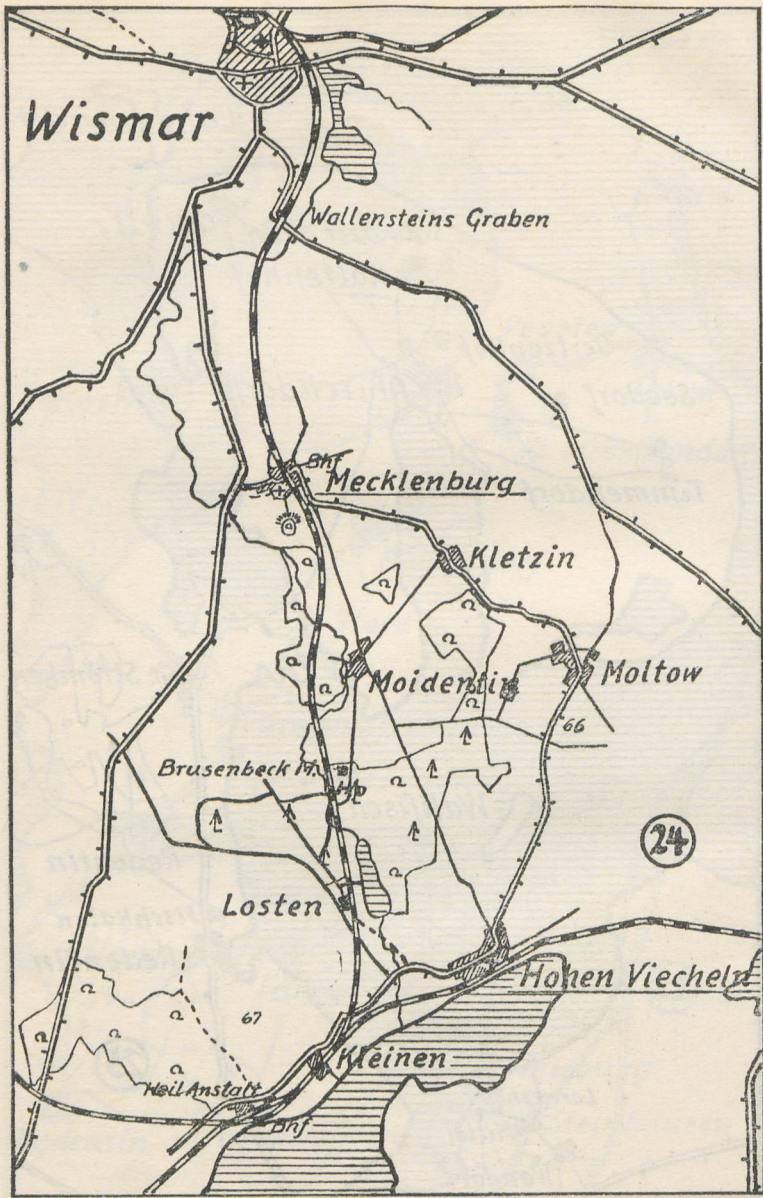 Wismar
Wallensteins Graben
Bhf
Mecklenburg
Kletzin
Moidentin
Moltow
66
Brusenbeck M.
Hp
24
Losten
Hohen Viecheln
67
Kleinen
Heil Anstalt
Bhf